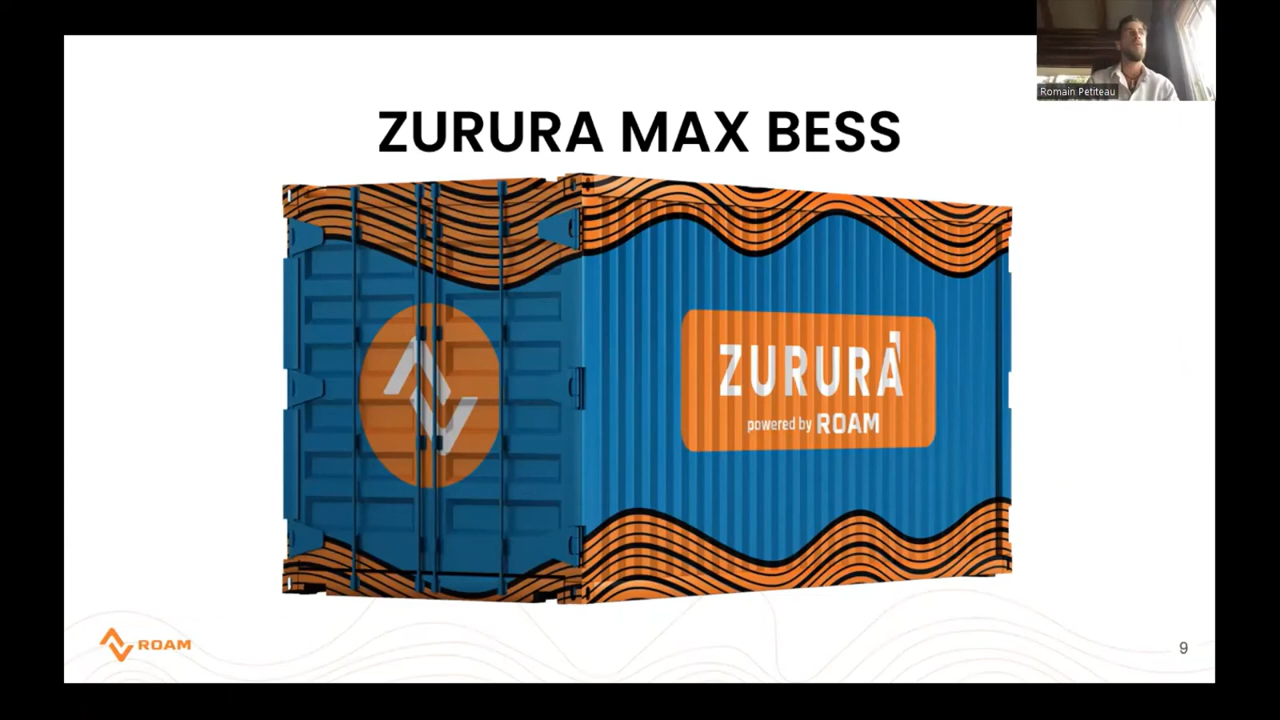 Romain Petiteau
ZURURA MAX BESS
ZURURA
powered by ROAM
ROAM
9